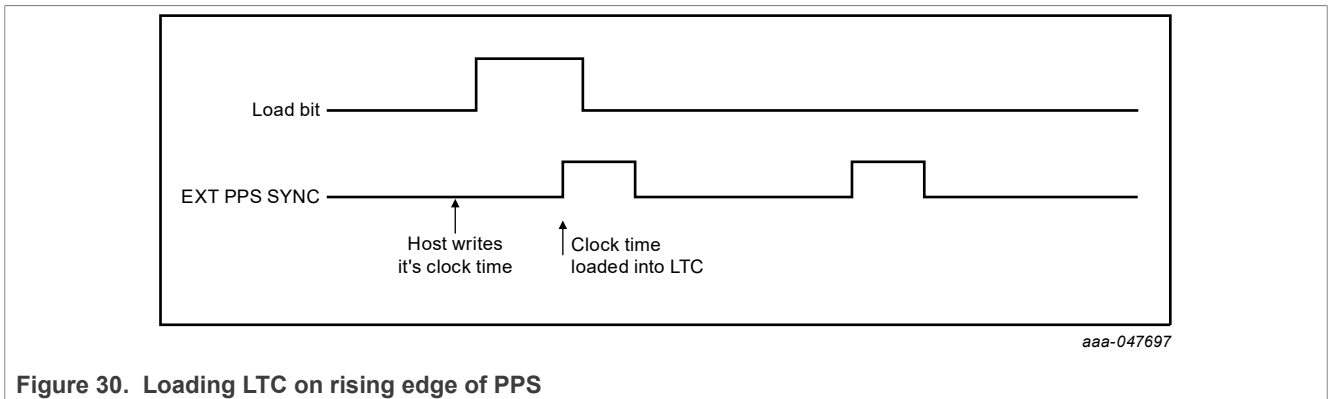 Load bit
EXT PPS SYNC
Host writes
it's clock time
Clock time
loaded into LTC
aaa-047697
Figure 30. Loading LTC on rising edge of PPS